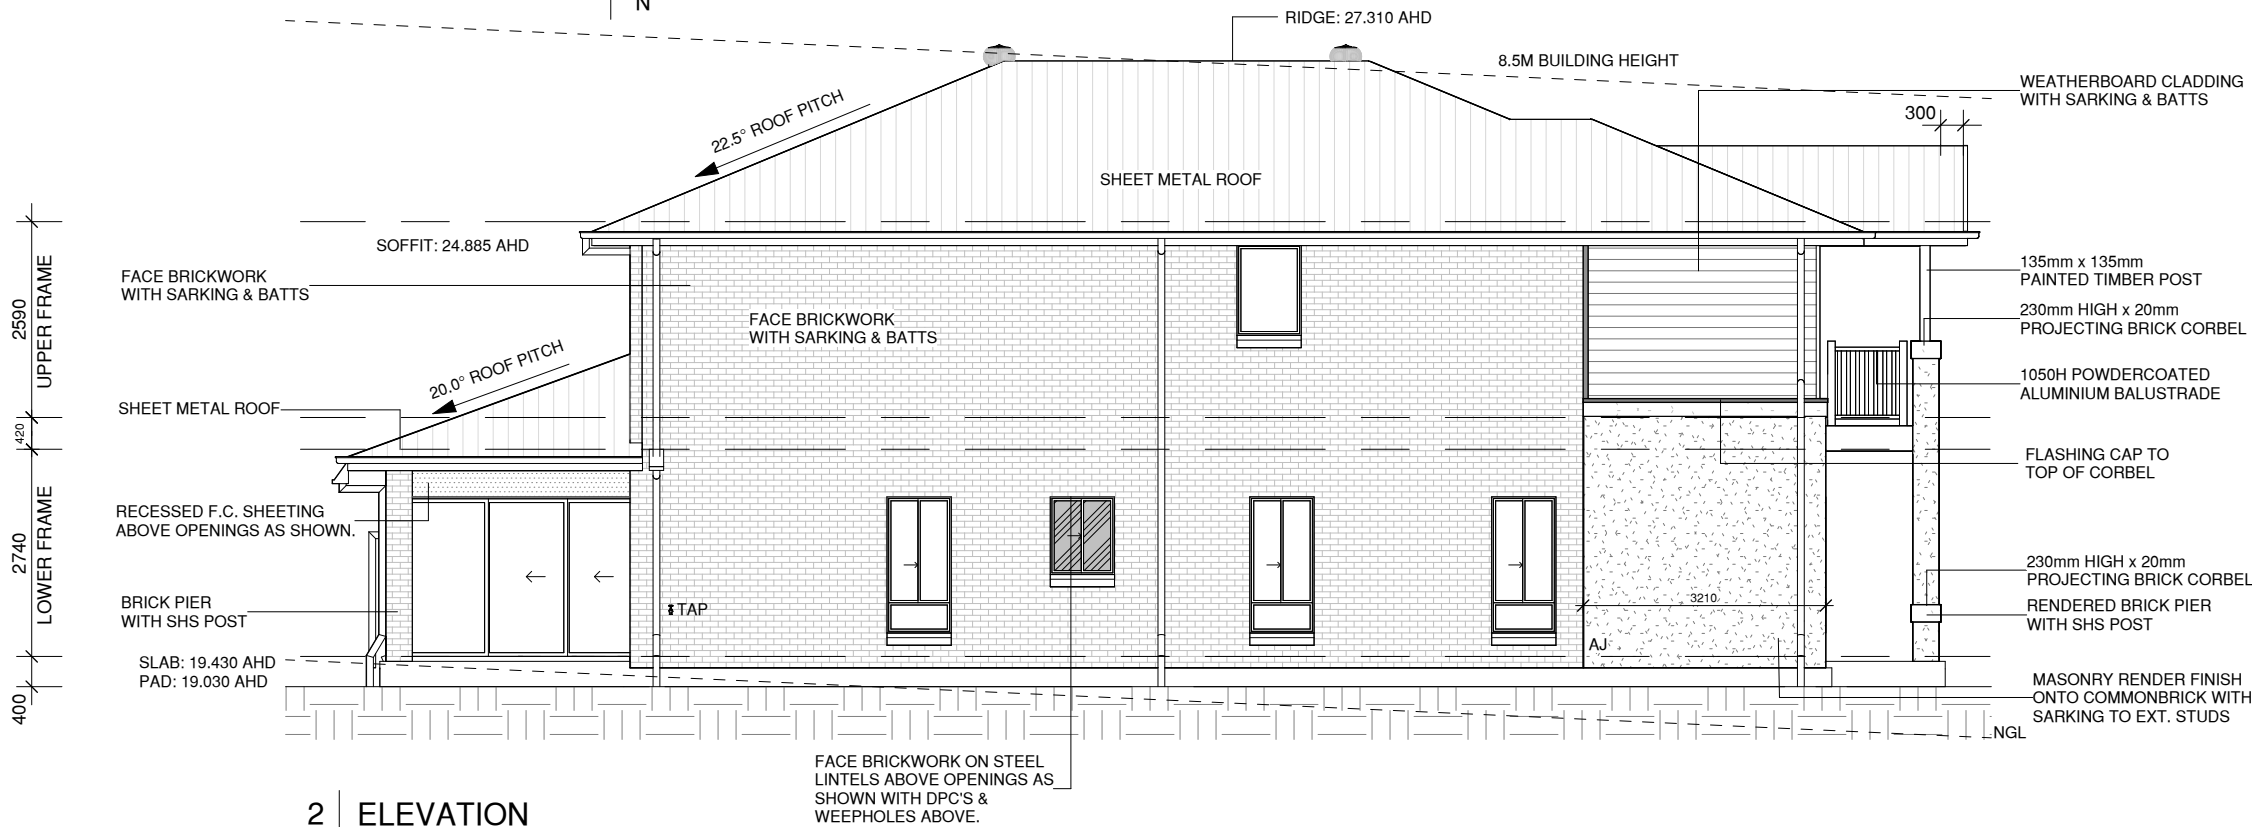 N
RIDGE: 27.310 AHD
8.5M BUILDING HEIGHT
WEATHERBOARD CLADDING
WITH SARKING & BATTS
300
22.5° ROOF PITCH
SHEET METAL ROOF
SOFFIT: 24.885 AHD
FACE BRICKWORK
WITH SARKING & BATTS
FACE BRICKWORK
WITH SARKING & BATTS
135mm x 135mm
PAINTED TIMBER POST
230mm HIGH x 20mm
PROJECTING BRICK CORBEL
2590
UPPER FRAME
20.0° ROOF PITCH
1050H POWDERCOATED
ALUMINIUM BALUSTRADE
SHEET METAL ROOF
420
FLASHING CAP TO
TOP OF CORBEL
2740
LOWER FRAME
RECESSED F.C. SHEETING
ABOVE OPENINGS AS SHOWN.
230mm HIGH x 20mm
PROJECTING BRICK CORBEL
BRICK PIER
WITH SHS POST
TAP
3210
RENDERED BRICK PIER
WITH SHS POST
AJ
SLAB: 19.430 AHD
PAD: 19.030 AHD
400
MASONRY RENDER FINISH
ONTO COMMONBRICK WITH
SARKING TO EXT. STUDS
NGL
FACE BRICKWORK ON STEEL
LINTELS ABOVE OPENINGS AS
SHOWN WITH DPC'S &
WEEPHOLES ABOVE.
2 ELEVATION